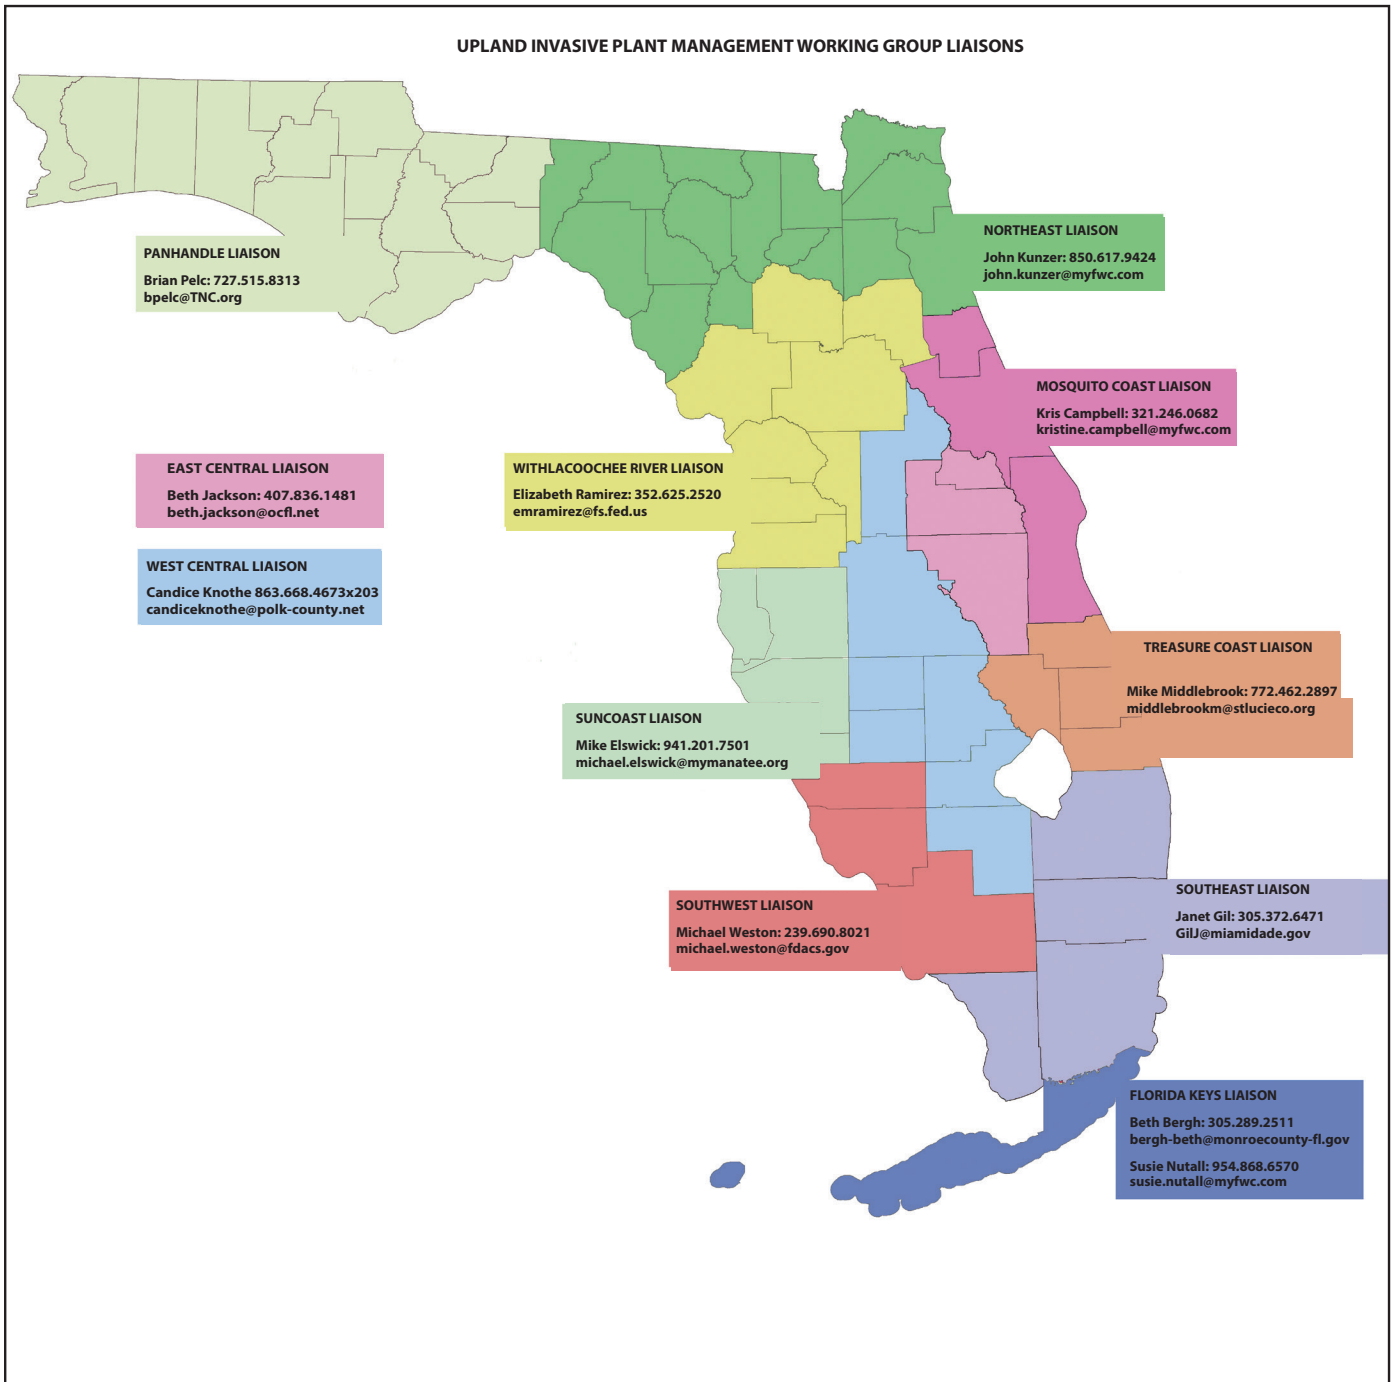 UPLAND INVASIVE PLANT MANAGEMENT WORKING GROUP LIAISONS
PANHANDLE LIAISON
Brian Pelc: 727.515.8313
bpelc@TNC.org
NORTHEAST LIAISON
John Kunzer: 850.617.9424
john.kunzer@myfwc.com
MOSQUITO COAST LIAISON
Kris Campbell: 321.246.0682
kristine.campbell@myfwc.com
EAST CENTRAL LIAISON
Beth Jackson: 407.836.1481
beth.jackson@ocfl.net
WITHLACOOCHEE RIVER LIAISON
Elizabeth Ramirez: 352.625.2520
emramirez@fs.fed.us
WEST CENTRAL LIAISON
Candice Knothe 863.668.4673x203
candiceknothe@polk-county.net
TREASURE COAST LIAISON
Mike Middlebrook: 772.462.2897
middlebrookm@stlucieco.org
SUNCOAST LIAISON
Mike Elswick: 941.201.7501
michael.elswick@mymanatee.org
SOUTHEAST LIAISON
Janet Gil: 305.372.6471
GilJ@miamidade.gov
SOUTHWEST LIAISON
Michael Weston: 239.690.8021
michael.weston@fdacs.gov
FLORIDA KEYS LIAISON
Beth Bergh: 305.289.2511
bergh-beth@monroecounty-fl.gov
Susie Nutall: 954.868.6570
susie.nutall@myfwc.com